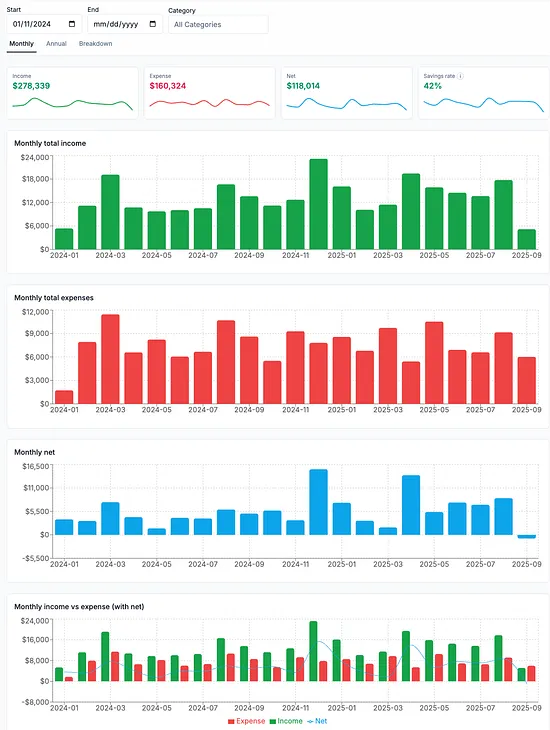 Start End Category
01/11/2024 mm/dd/yyyy All Categories
Monthly Annual Breakdown
Income Expense Net Savings rate i
$278,339 $160,324 $118,014 42%
Monthly total income
$24,000
$18,000
$12,000
$6,000
$0
2024-01 2024-03 2024-05 2024-07 2024-09 2024-11 2025-01 2025-03 2025-05 2025-07 2025-09
Monthly total expenses
$12,000
$9,000
$6,000
$3,000
$0
2024-01 2024-03 2024-05 2024-07 2024-09 2024-11 2025-01 2025-03 2025-05 2025-07 2025-09
Monthly net
$16,500
$11,000
$5,500
$0
-$5,500
2024-01 2024-03 2024-05 2024-07 2024-09 2024-11 2025-01 2025-03 2025-05 2025-07 2025-09
Monthly income vs expense (with net)
$24,000
$16,000
$8,000
$0
-$8,000
2024-01 2024-03 2024-05 2024-07 2024-09 2024-11 2025-01 2025-03 2025-05 2025-07 2025-09
Expense Income Net